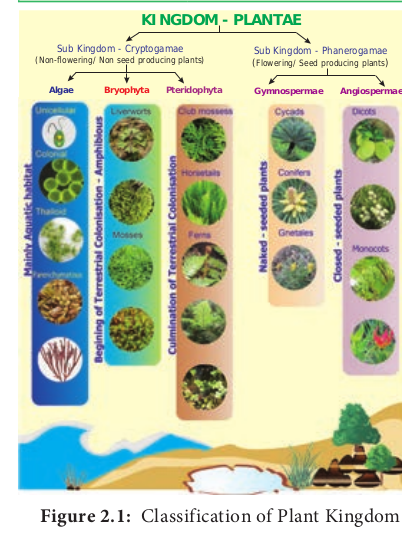 KINGDOM - PLANTAE
Sub Kingdom - Cryptogamae
(Non-flowering/ Non seed producing plants)
Sub Kingdom - Phanerogamae
(Flowering/ Seed producing plants)
Algae
Bryophyta
Pteridophyta
Gymnospermae
Angiospermae
Mainly Aquatic habitat
Unicellular
Colonial
Thalloid
Parenchymatous
Begining of Terrestrial Colonisation - Amphibious
Liverworts
Mosses
Culmination of Terrestrial Colonisation
Club mossess
Horsetails
Ferns
Naked - seeded plants
Cycads
Conifers
Gnetales
Closed - seeded plants
Dicots
Monocots
Figure 2.1: Classification of Plant Kingdom